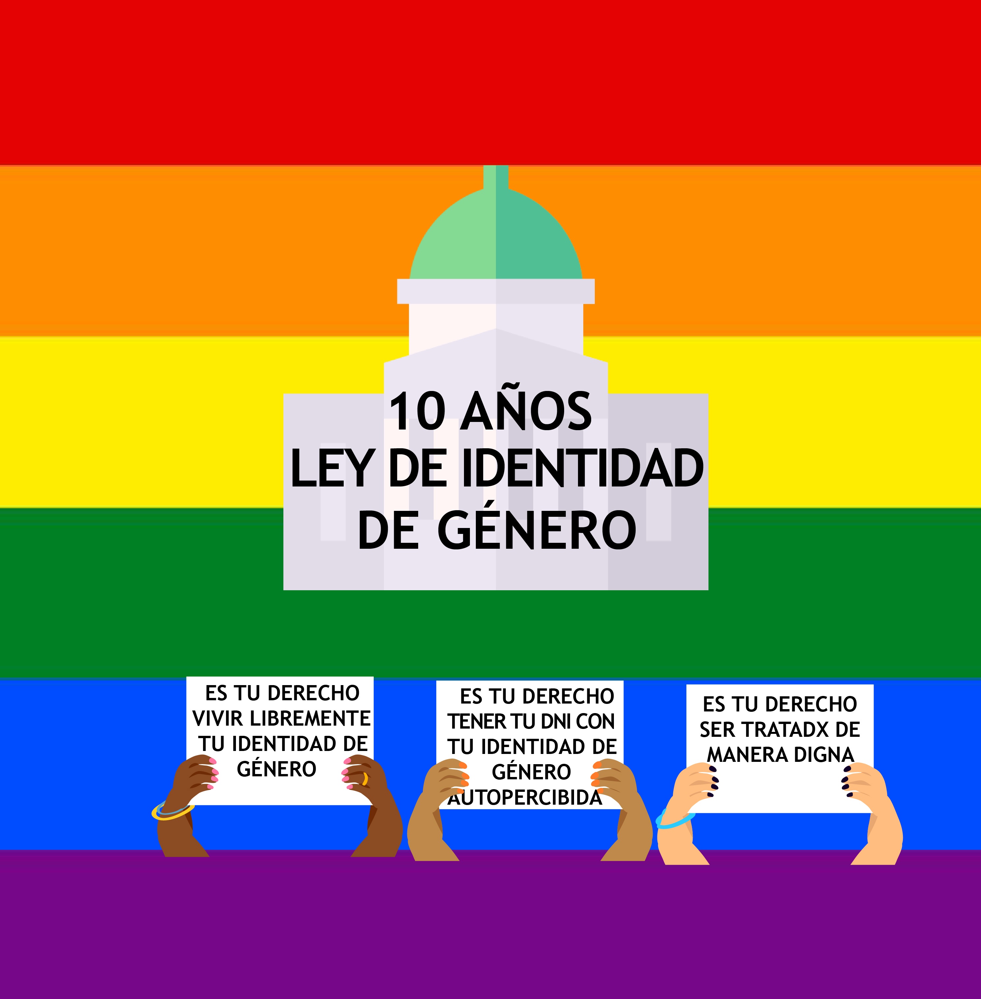 10 AÑOS
LEY DE IDENTIDAD
DE GÉNERO
ES TU DERECHO
VIVIR LIBREMENTE
TU IDENTIDAD DE
GÉNERO
ES TU DERECHO
TENER TU DNI CON
TU IDENTIDAD DE
GÉNERO
AUTOPERCIBIDA
ES TU DERECHO
SER TRATADX DE
MANERA DIGNA